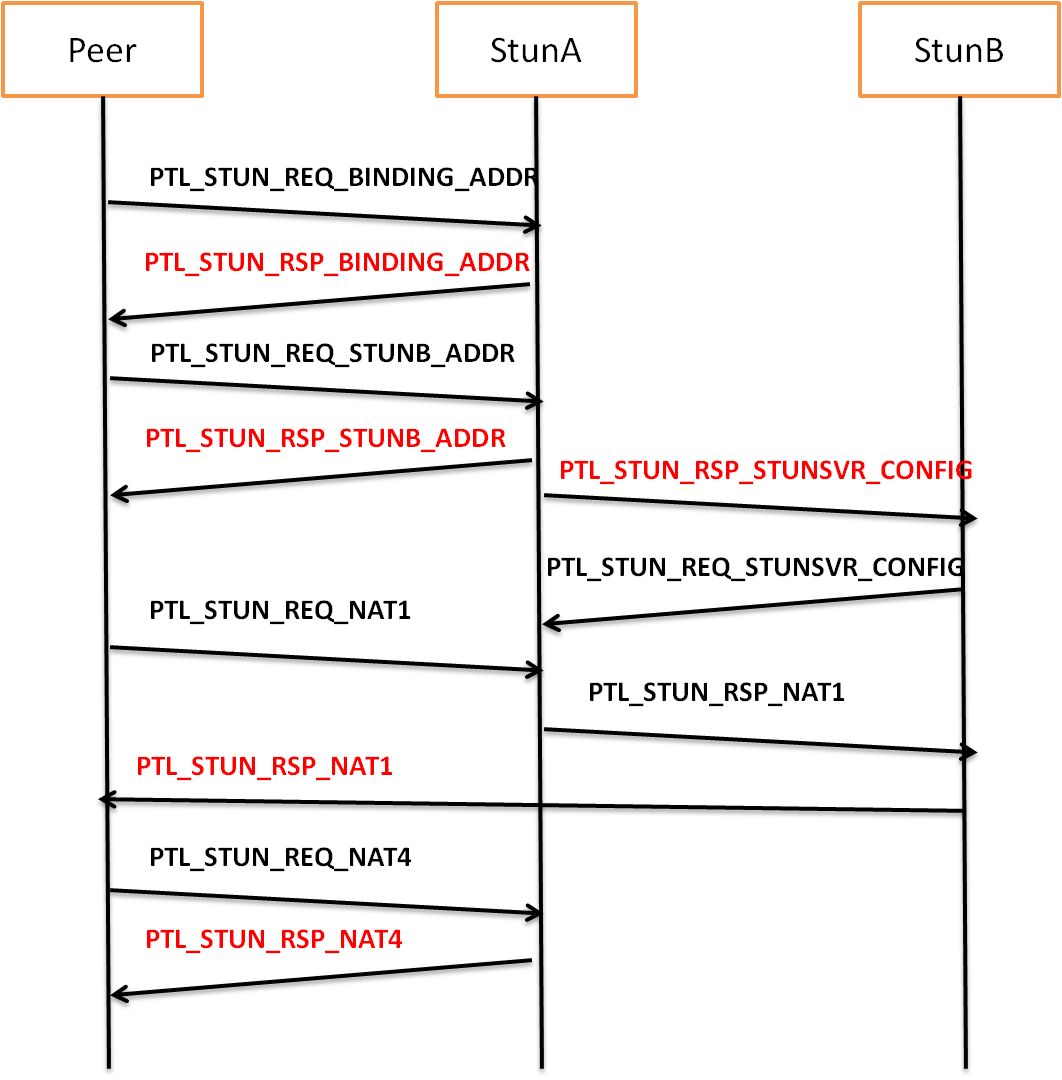 Peer
StunA
StunB
PTL_STUN_REQ_BINDING_ADDR
PTL_STUN_RSP_BINDING_ADDR
PTL_STUN_REQ_STUNB_ADDR
PTL_STUN_RSP_STUNB_ADDR
PTL_STUN_RSP_STUNSVR_CONFIG
PTL_STUN_REQ_STUNSVR_CONFIG
PTL_STUN_REQ_NAT1
PTL_STUN_RSP_NAT1
PTL_STUN_RSP_NAT1
PTL_STUN_REQ_NAT4
PTL_STUN_RSP_NAT4